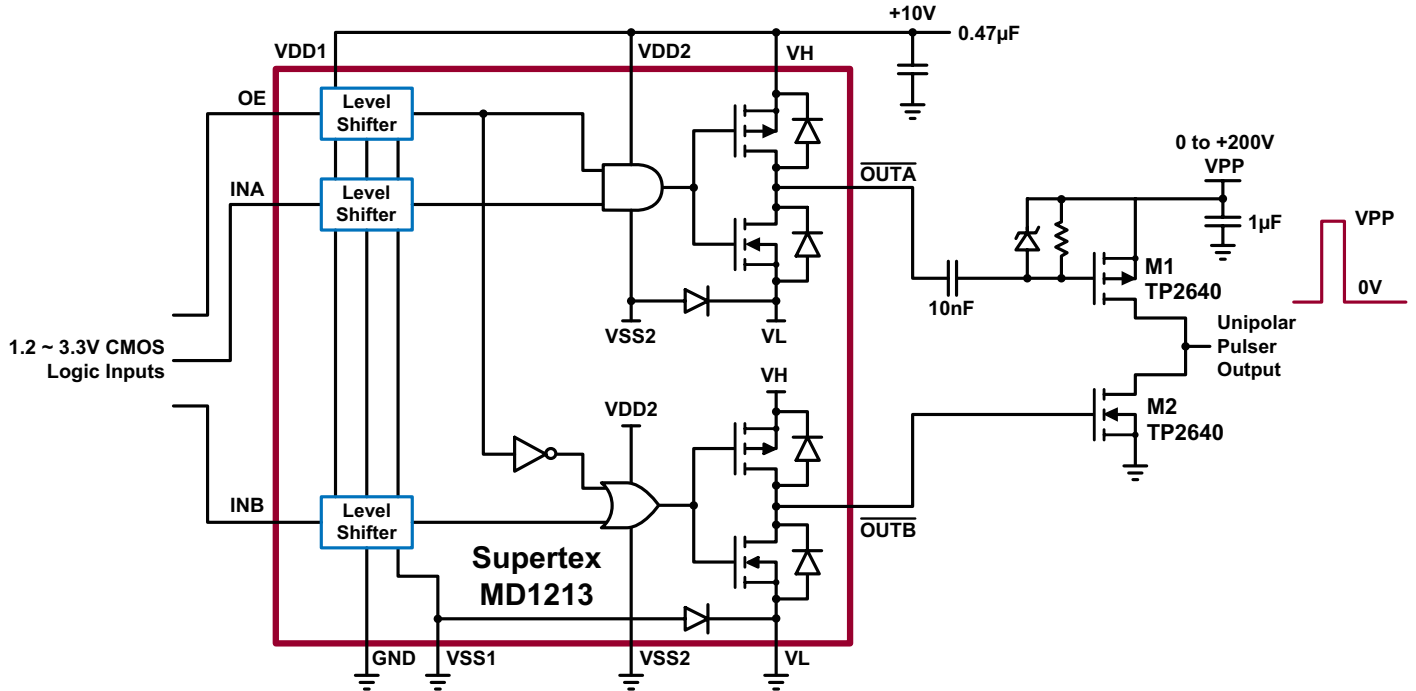 +10V
0.47µF
VDD1
VDD2
VH
OE
Level
Shifter
0 to +200V
VPP
OUTA
INA
Level
Shifter
1µF
VPP
M1
TP2640
0V
10nF
VSS2
VL
Unipolar
Pulser
Output
1.2 ~ 3.3V CMOS
Logic Inputs
VH
VDD2
M2
TP2640
INB
Level
Shifter
OUTB
Supertex
MD1213
GND
VSS1
VSS2
VL